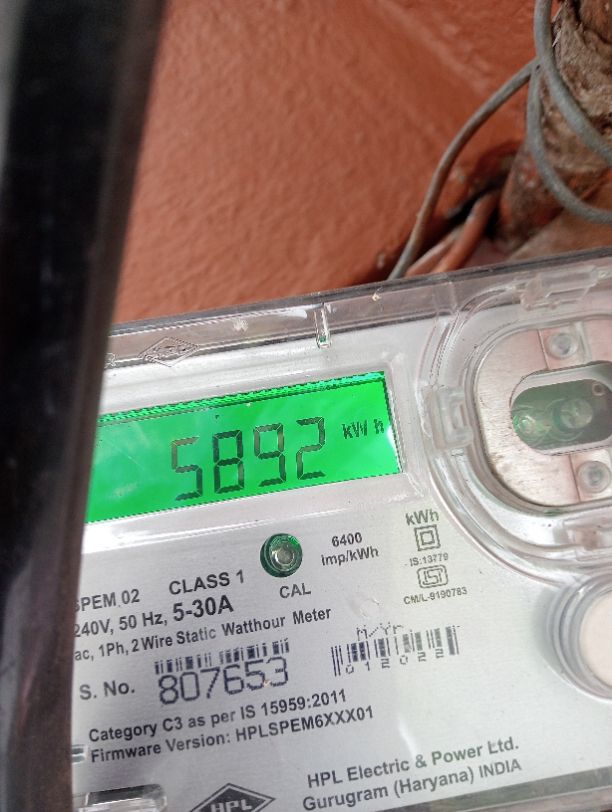 5892 kWh
6400
imp/kWh
CAL
kWh
IS:13779
CM/L-9190783
PEM 02 CLASS 1
240V, 50 Hz, 5-30A
ac, 1Ph, 2 Wire Static Watthour Meter
S. No. 807653
M/Yr.
012022
Category C3 as per IS 15959:2011
Firmware Version: HPLSPEM6XXX01
HPL
HPL Electric & Power Ltd.
Gurugram (Haryana) INDIA